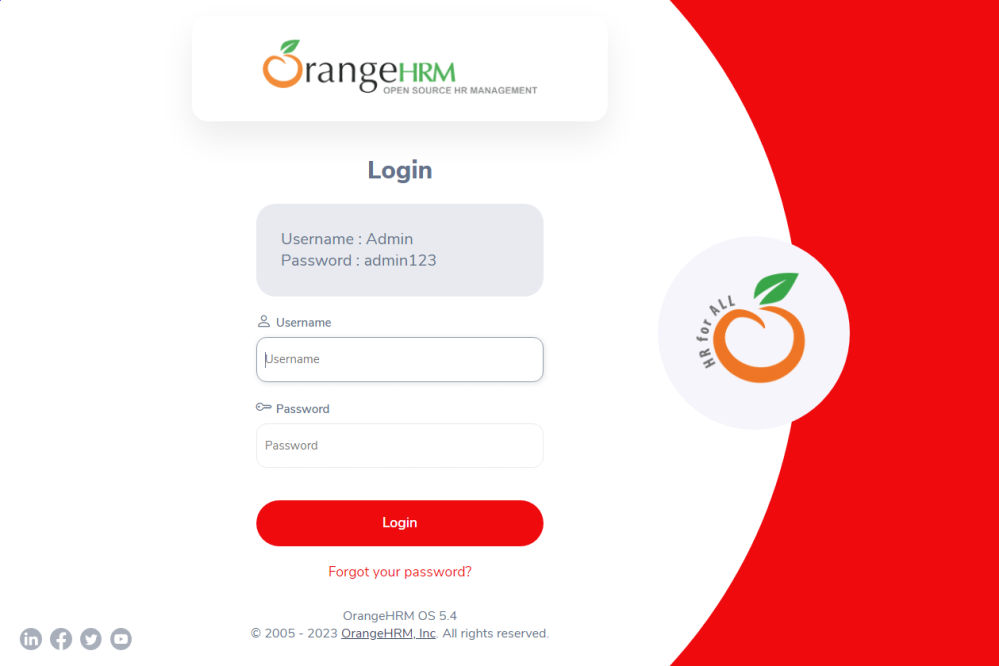 OrangeHRM
OPEN SOURCE HR MANAGEMENT
Login
Username : Admin
Password : admin123
Username
Username
Password
Password
Login
Forgot your password?
OrangeHRM OS 5.4
© 2005 - 2023 OrangeHRM, Inc. All rights reserved.
HR for ALL